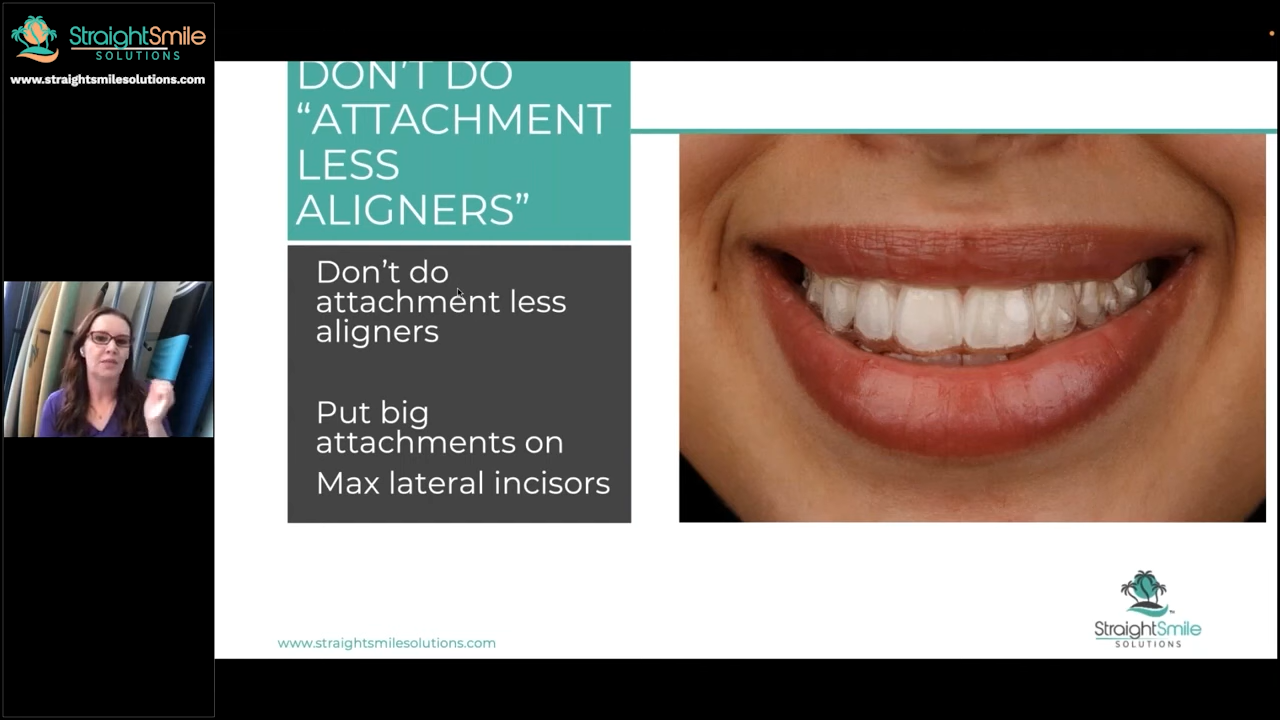 StraightSmile
SOLUTIONS
www.straightsmilesolutions.com
DON'T DO
“ATTACHMENT
LESS
ALIGNERS”
Don’t do
attachment less
aligners
Put big
attachments on
Max lateral incisors
www.straightsmilesolutions.com
StraightSmile
SOLUTIONS